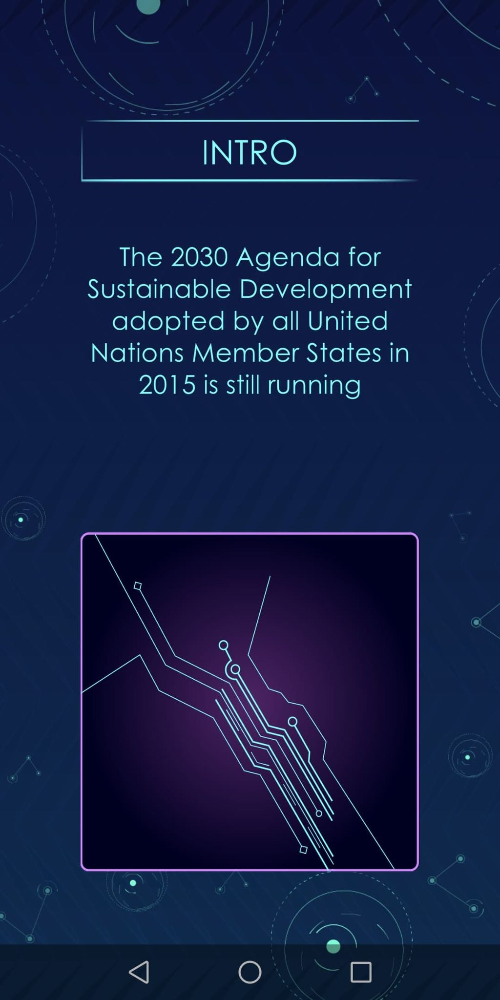 INTRO
The 2030 Agenda for
Sustainable Development
adopted by all United
Nations Member States in
2015 is still running